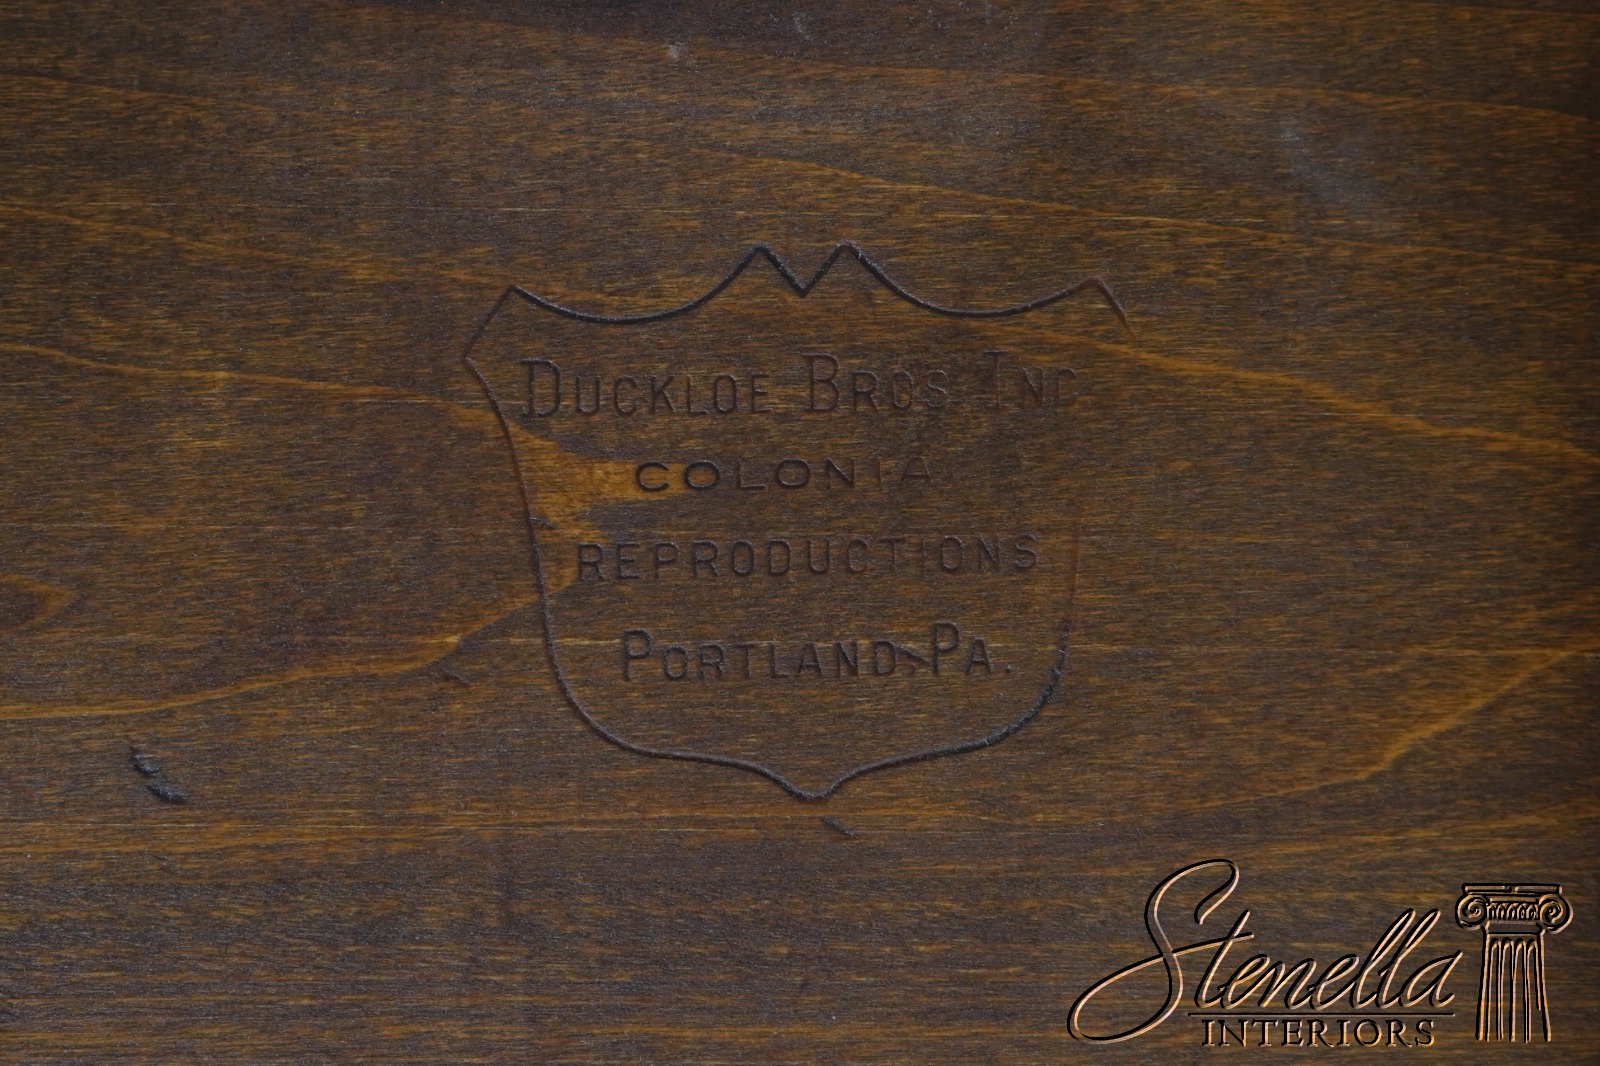 Duckloe Bros Inc
COLONIA
REPRODUCTIONS
Portland, Pa.
Stenella
INTERIORS